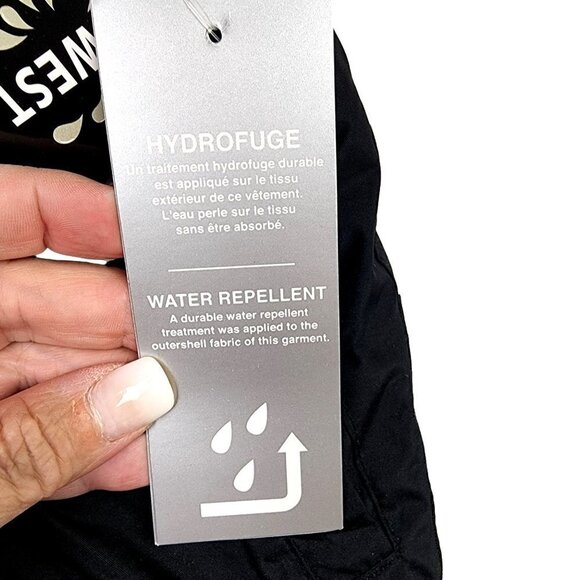 WEST
HYDROFUGE
Un traitement hydrofuge durable
est appliqué sur le tissu
extérieur de ce vêtement.
L'eau perle sur le tissu
sans être absorbé.
WATER REPELLENT
A durable water repellent
treatment was applied to the
outershell fabric of this garment.